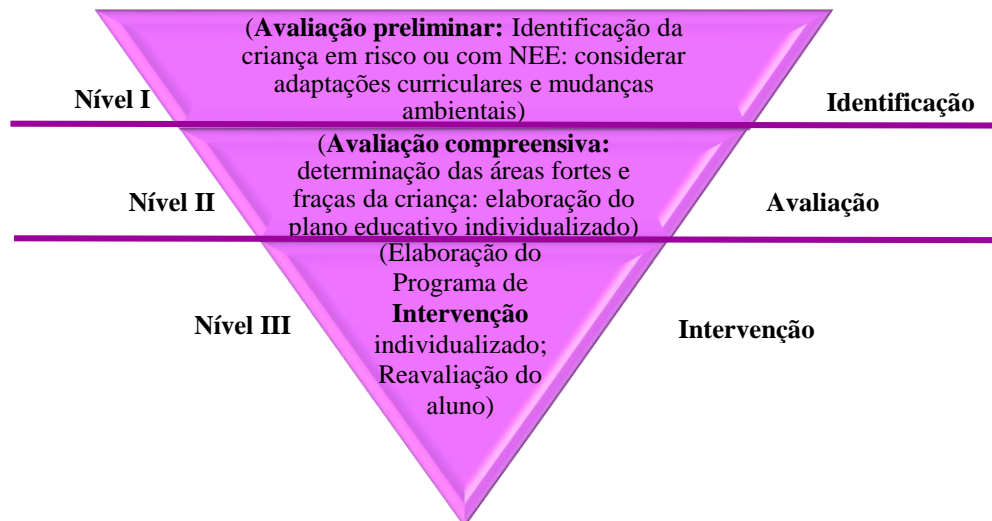 (Avaliação preliminar: Identificação da
criança em risco ou com NEE: considerar
adaptações curriculares e mudanças
ambientais)
Nível I
Identificação
(Avaliação compreensiva:
determinação das áreas fortes e
fraças da criança: elaboração do
plano educativo individualizado)
Nível II
Avaliação
(Elaboração do
Programa de
Intervenção
individualizado;
Reavaliação do
aluno)
Nível III
Intervenção